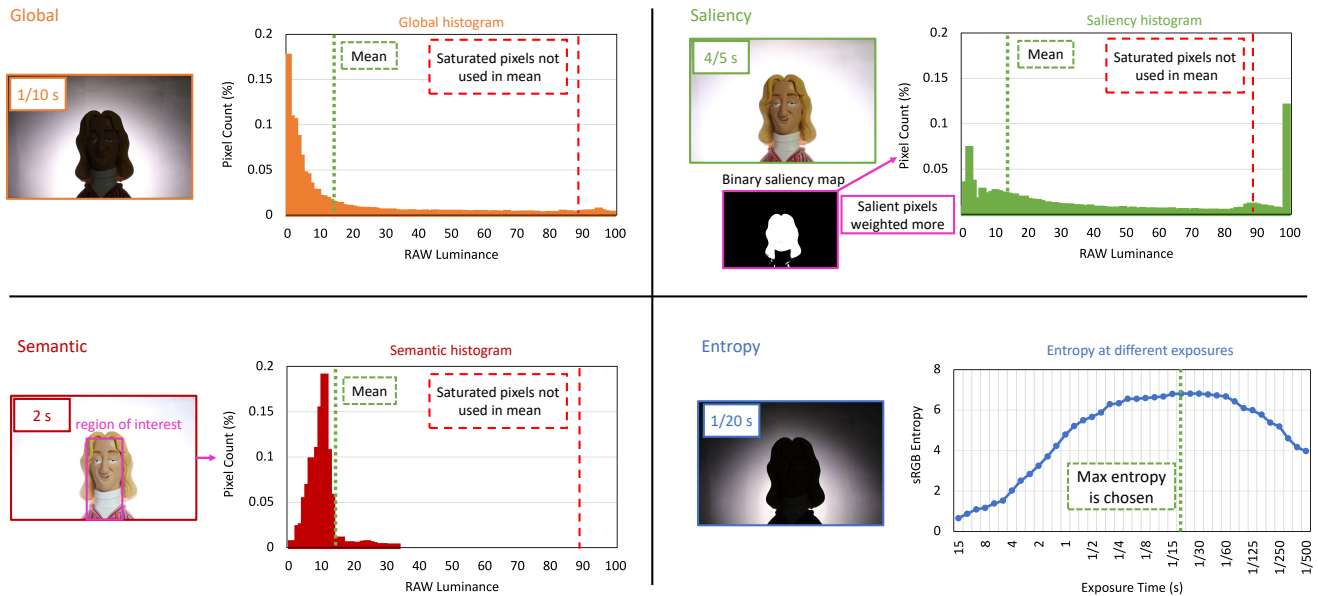 Global
Global histogram
1/10 s
Pixel Count (%)
0.2
0.15
0.1
0.05
0
Mean
Saturated pixels not
used in mean
0 10 20 30 40 50 60 70 80 90 100
RAW Luminance
Saliency
Saliency histogram
4/5 s
Binary saliency map
Salient pixels
weighted more
Pixel Count (%)
0.2
0.15
0.1
0.05
0
Mean
Saturated pixels not
used in mean
0 10 20 30 40 50 60 70 80 90 100
RAW Luminance
Semantic
Semantic histogram
2 s
region of interest
Pixel Count (%)
0.2
0.15
0.1
0.05
0
Mean
Saturated pixels not
used in mean
0 10 20 30 40 50 60 70 80 90 100
RAW Luminance
Entropy
Entropy at different exposures
1/20 s
sRGB Entropy
8
6
4
2
0
Max entropy
is chosen
15 8 4 2 1 1/2 1/4 1/8 1/15 1/30 1/60 1/125 1/250 1/500
Exposure Time (s)